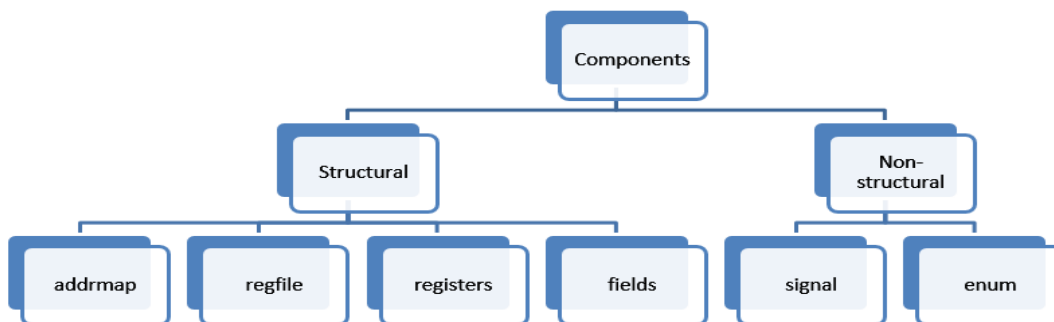 Components
Structural
Non-
structural
addrmap
regfile
registers
fields
signal
enum